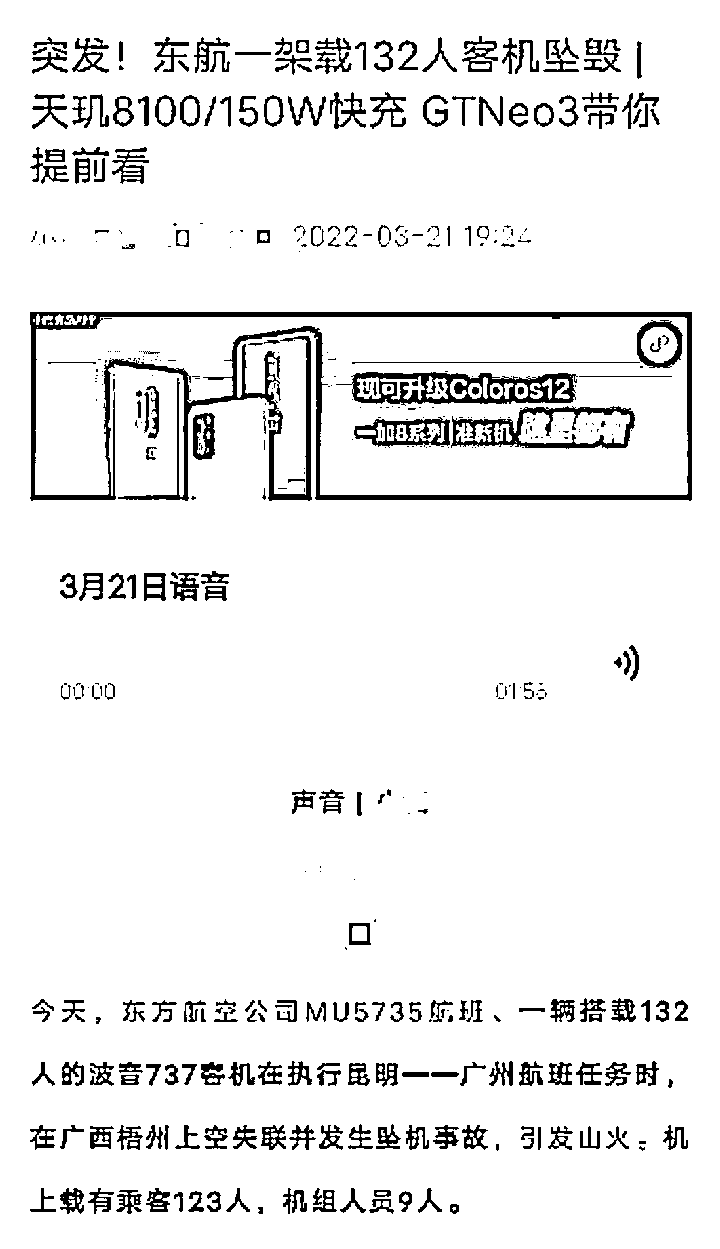 突发！东航一架载132人客机坠毁 |
天玑8100/150W快充 GTNeo3带你
提前看
2022-03-21 19:24
现可升级Coloros12
一加8系列|准新机
3月21日语音
00:00 01:56
声音 |
今天，东方航空公司MU5735航班、一辆搭载132
人的波音737客机在执行昆明——广州航班任务时，
在广西梧州上空失联并发生坠机事故，引发山火。机
上载有乘客123人，机组人员9人。